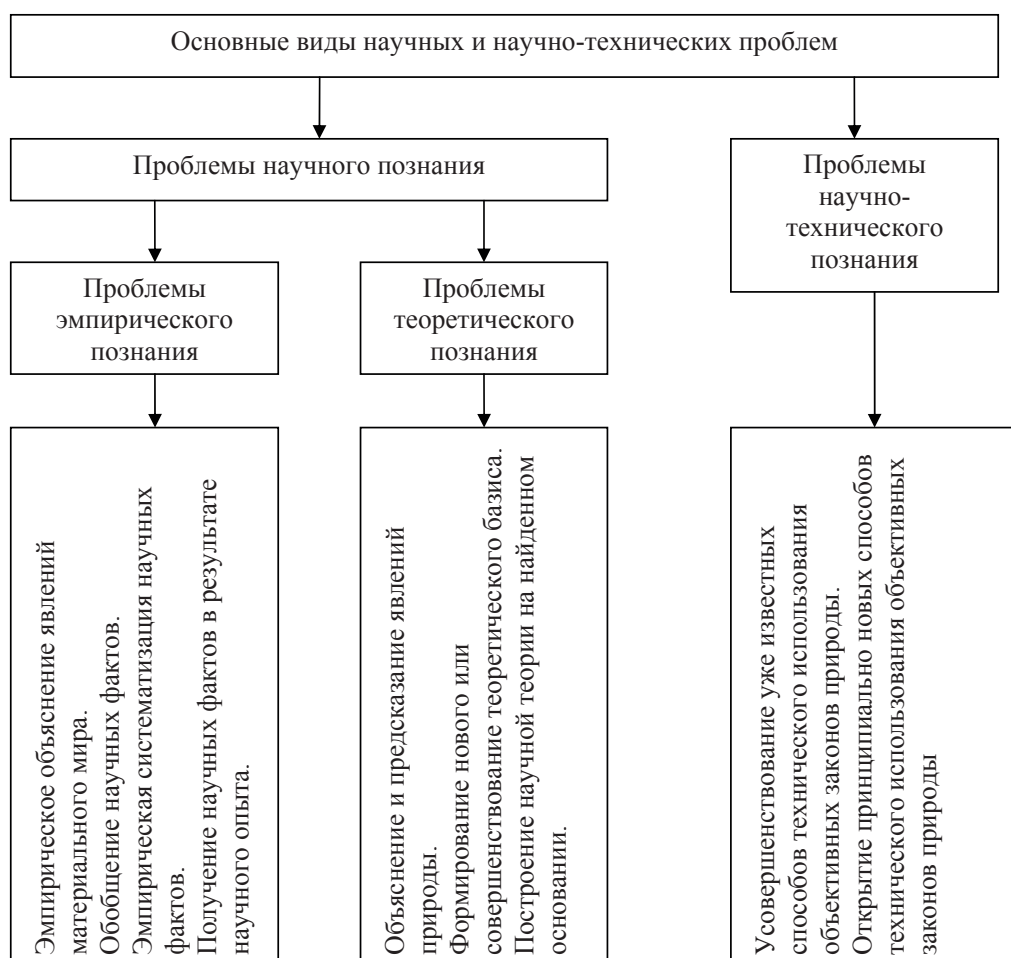 Основные виды научных и научно-технических проблем
Проблемы научного познания
Проблемы
научно-
технического
познания
Проблемы
эмпирического
познания
Проблемы
теоретического
познания
Эмпирическое объяснение явлений
материального мира.
Обобщение научных фактов.
Эмпирическая систематизация научных
фактов.
Получение научных фактов в результате
научного опыта.
Объяснение и предсказание явлений
природы.
Формирование нового или
совершенствование теоретического базиса.
Построение научной теории на найденном
основании.
Усовершенствование уже известных
способов технического использования
объективных законов природы.
Открытие принципиально новых способов
технического использования объективных
законов природы